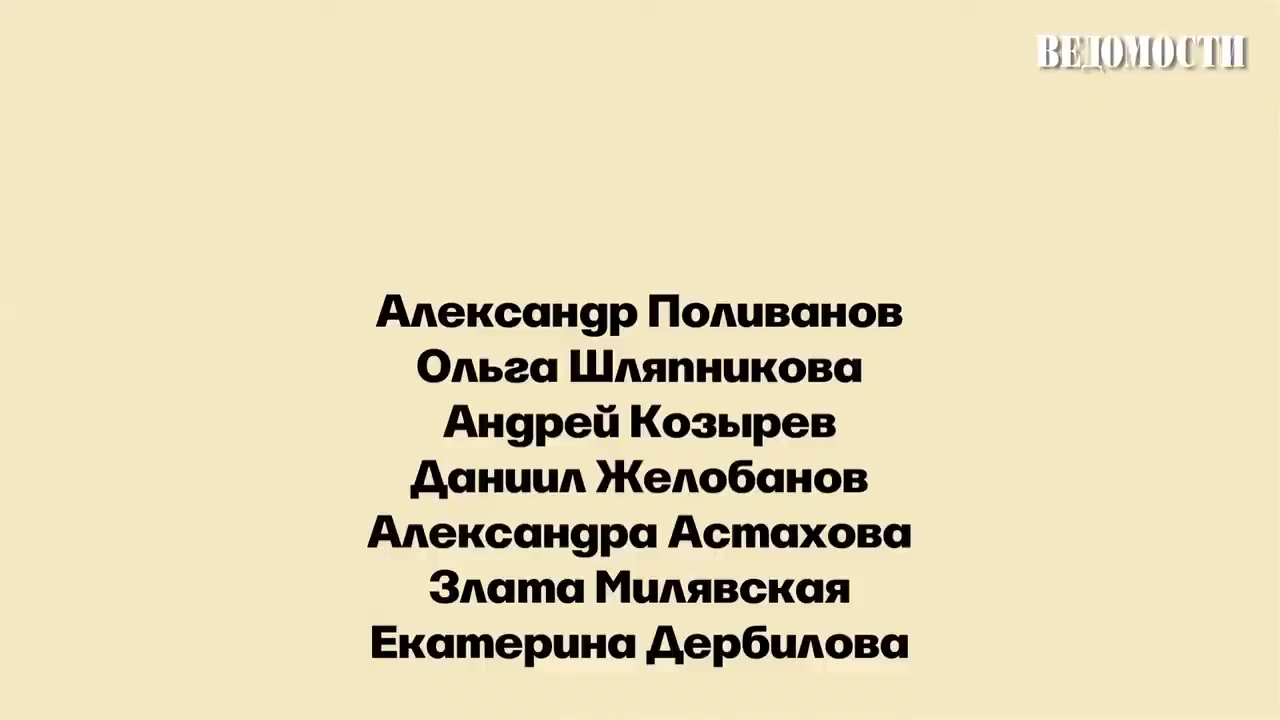 ВЕДОМОСТИ
Александр Поливанов
Ольга Шляпникова
Андрей Козырев
Даниил Желобанов
Александра Астахова
Злата Милявская
Екатерина Дербилова